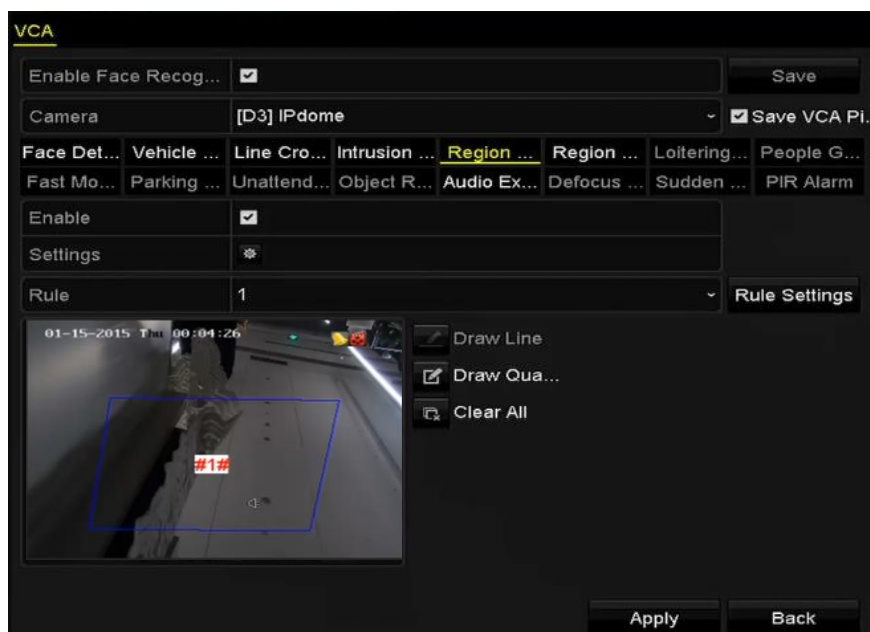 VCA
Enable Face Recog... Save
Camera [D3] IPdome Save VCA Pi.
Face Det... Vehicle ... Line Cro... Intrusion ... Region ... Region ... Loitering... People G...
Fast Mo... Parking ... Unattend... Object R... Audio Ex... Defocus ... Sudden ... PIR Alarm
Enable
Settings
Rule 1 Rule Settings
01-15-2015 Thu 00:04:26
Draw Line
Draw Qua...
Clear All
#1#
Apply Back